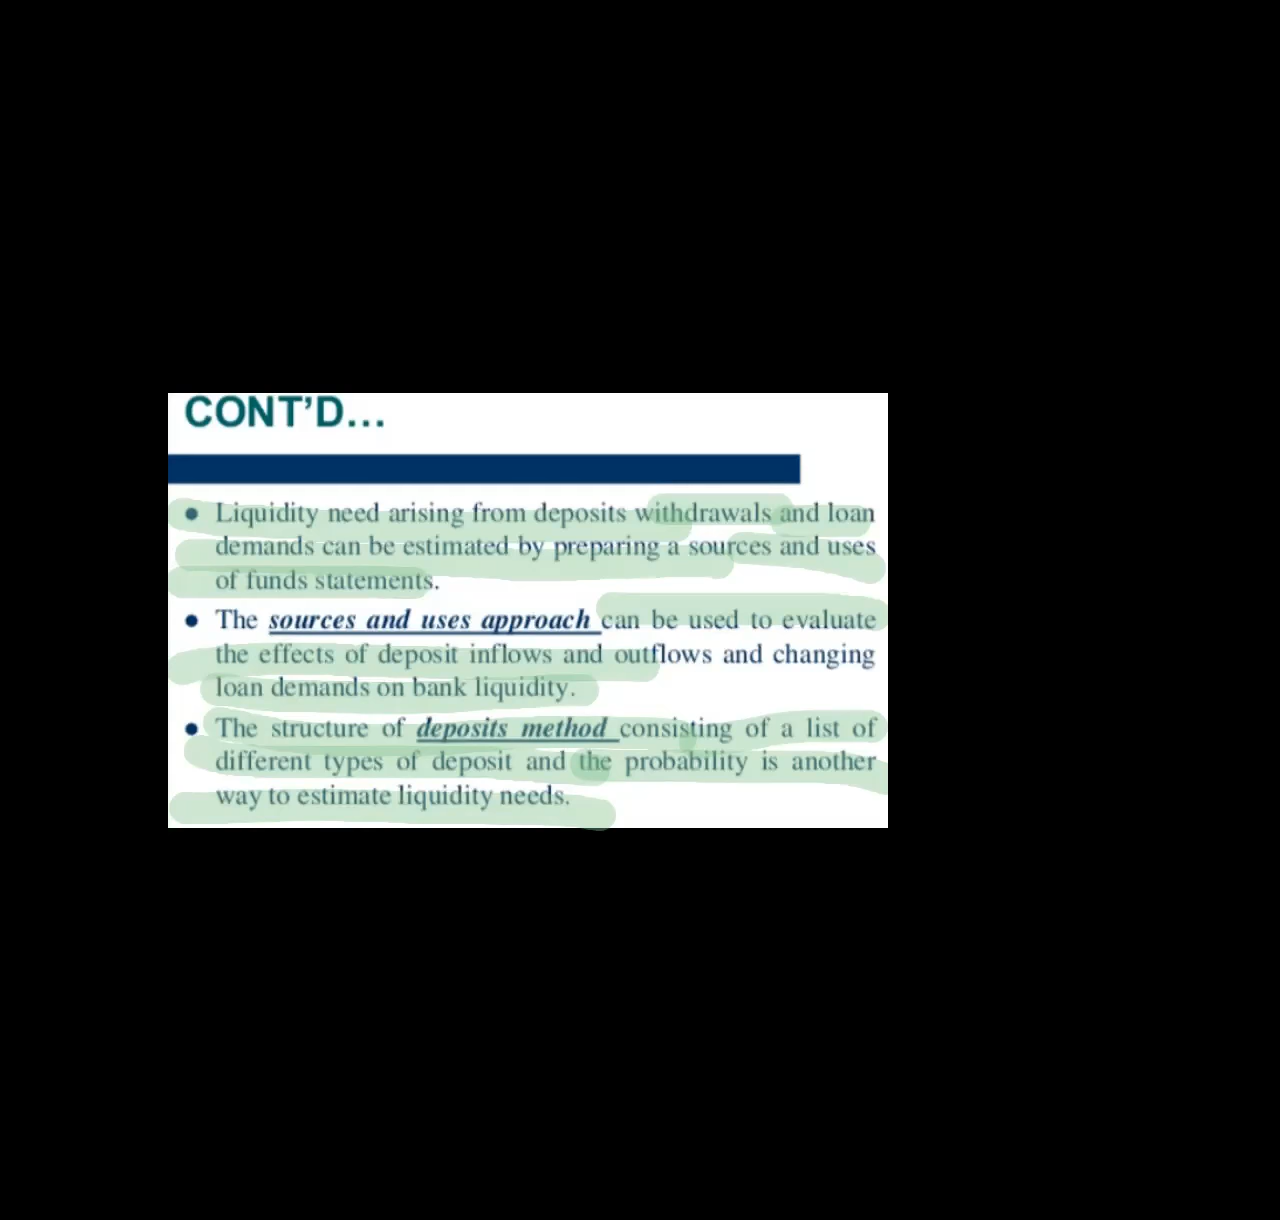 CONT'D...
• Liquidity need arising from deposits withdrawals and loan
demands can be estimated by preparing a sources and uses
of funds statements.
• The sources and uses approach can be used to evaluate
the effects of deposit inflows and outflows and changing
loan demands on bank liquidity.
• The structure of deposits method consisting of a list of
different types of deposit and the probability is another
way to estimate liquidity needs.